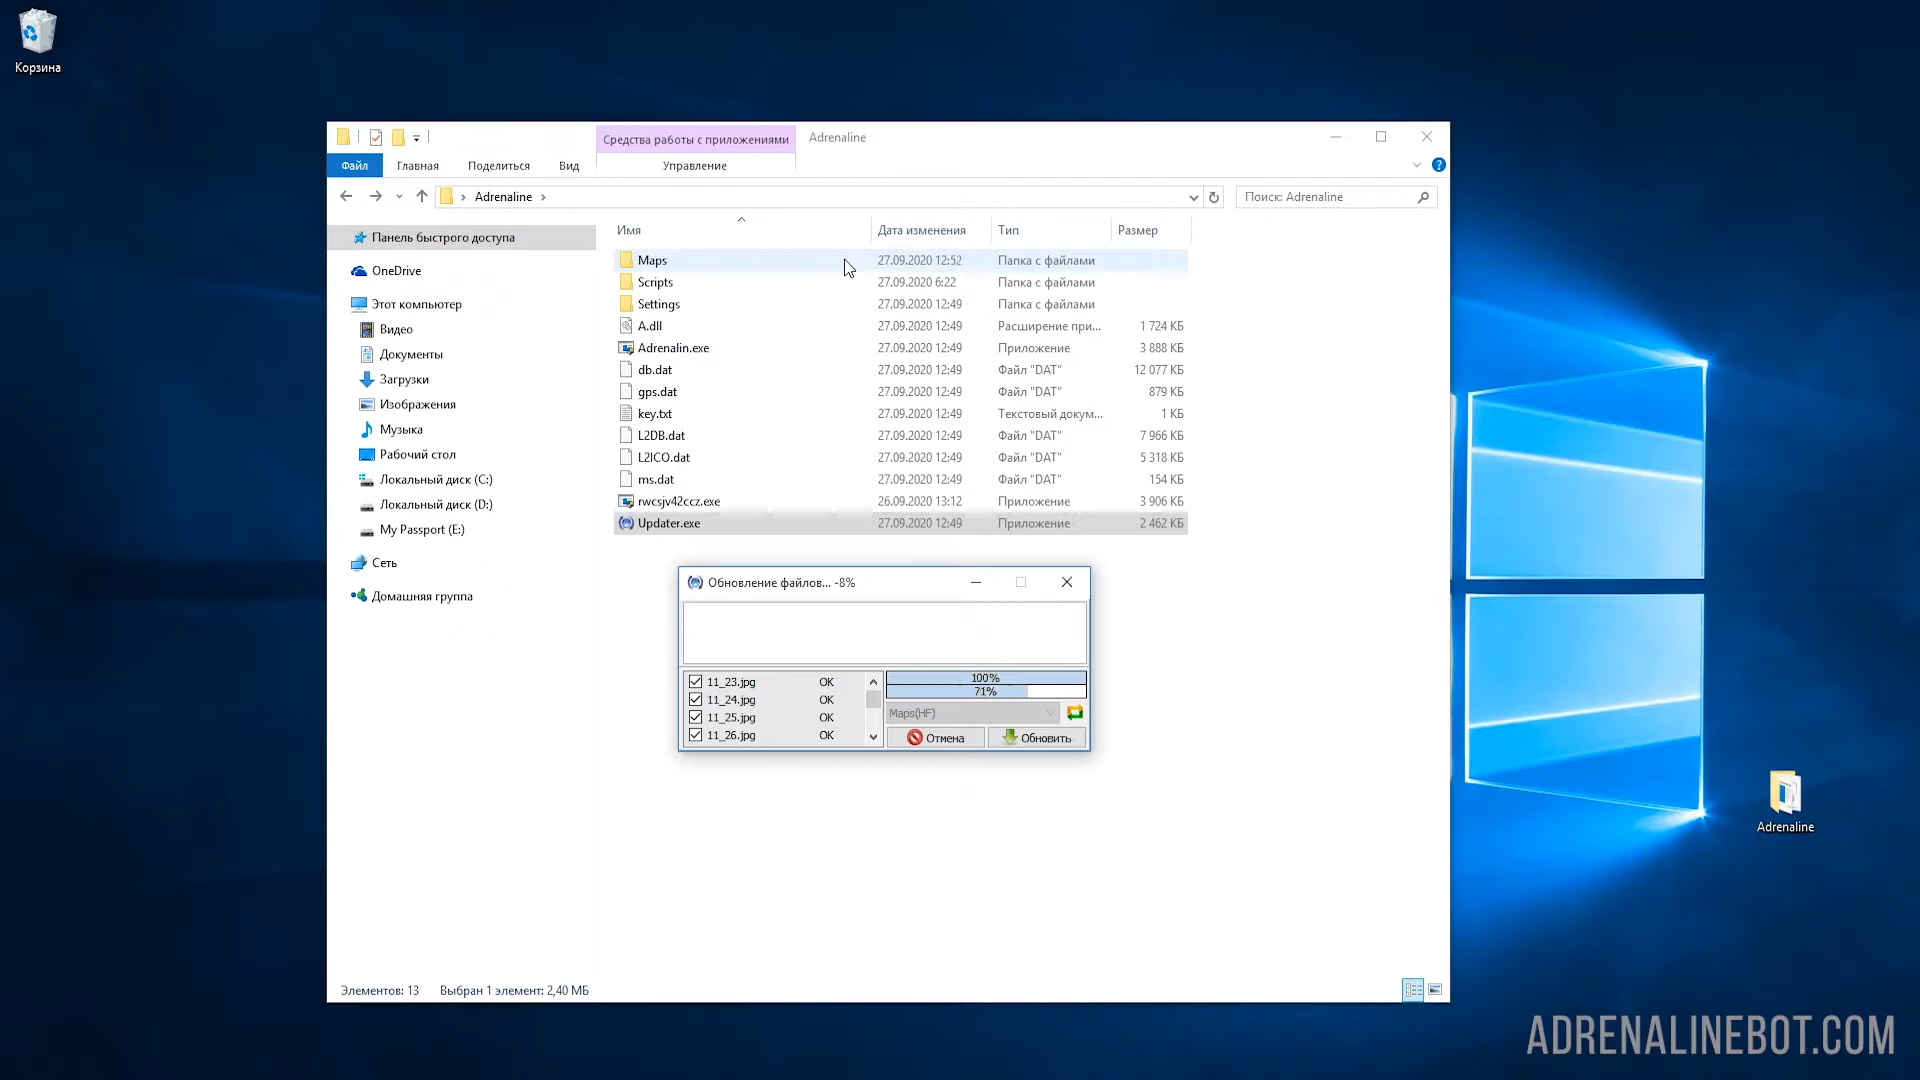 Корзина
Средства работы с приложениями
Adrenaline
Файл
Главная
Поделиться
Вид
Управление
Adrenaline
Поиск: Adrenaline
Панель быстрого доступа
OneDrive
Этот компьютер
Видео
Документы
Загрузки
Изображения
Музыка
Рабочий стол
Локальный диск (C:)
Локальный диск (D:)
My Passport (E:)
Сеть
Домашняя группа
Имя Дата изменения Тип Размер
Maps 27.09.2020 12:52 Папка с файлами
Scripts 27.09.2020 6:22 Папка с файлами
Settings 27.09.2020 12:49 Папка с файлами
A.dll 27.09.2020 12:49 Расширение при... 1 724 КБ
Adrenalin.exe 27.09.2020 12:49 Приложение 3 888 КБ
db.dat 27.09.2020 12:49 Файл "DAT" 12 077 КБ
gps.dat 27.09.2020 12:49 Файл "DAT" 879 КБ
key.txt 27.09.2020 12:49 Текстовый докум... 1 КБ
L2DB.dat 27.09.2020 12:49 Файл "DAT" 7 966 КБ
L2ICO.dat 27.09.2020 12:49 Файл "DAT" 5 318 КБ
ms.dat 27.09.2020 12:49 Файл "DAT" 154 КБ
rwcsjv42ccz.exe 26.09.2020 13:12 Приложение 3 906 КБ
Updater.exe 27.09.2020 12:49 Приложение 2 462 КБ
Обновление файлов... -8%
11_23.jpg OK
11_24.jpg OK
11_25.jpg OK
11_26.jpg OK
100%
71%
Maps(HF)
Отмена
Обновить
Элементов: 13 Выбран 1 элемент: 2,40 МБ
Adrenaline
ADRENALINEBOT.COM